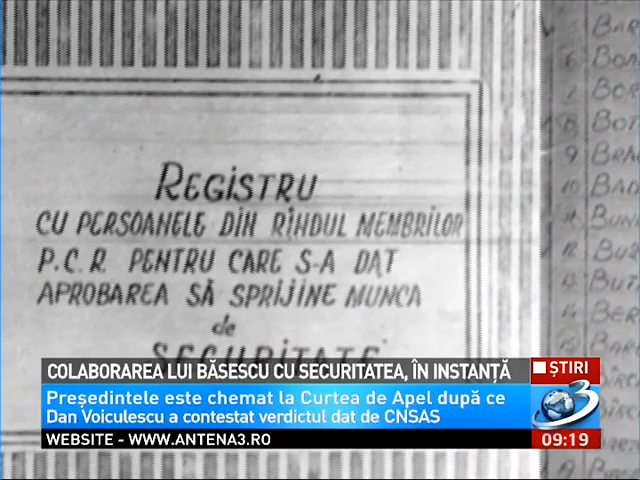 REGISTRU
CU PERSOANELE DIN RÎNDUL MEMBRILOR
P.C.R. PENTRU CARE S-A DAT
APROBAREA SĂ SPRIJINE MUNCA
de
SECURITATE
COLABORAREA LUI BĂSESCU CU SECURITATEA, ÎN INSTANȚĂ
ȘTIRI
Președintele este chemat la Curtea de Apel după ce
Dan Voiculescu a contestat verdictul dat de CNSAS
3
WEBSITE - WWW.ANTENA3.RO
09:19